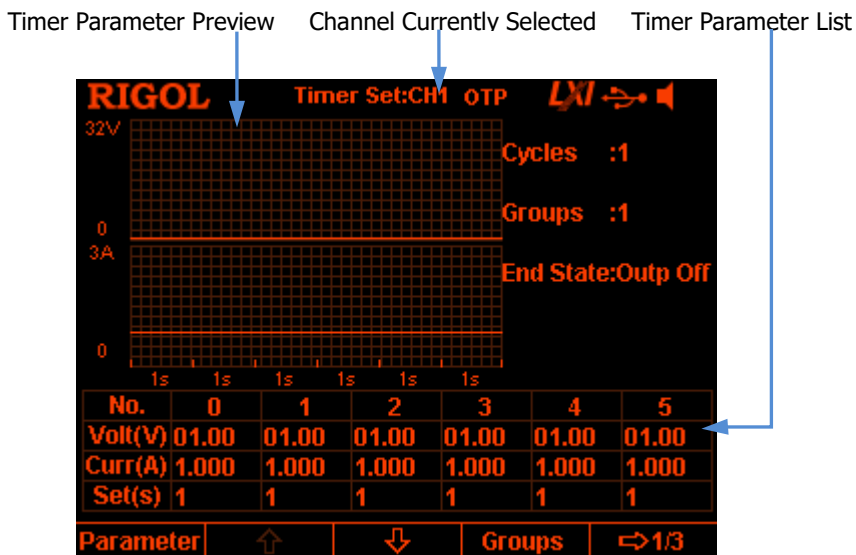 Timer Parameter Preview Channel Currently Selected Timer Parameter List
RIGOL Timer Set:CH1 OTP LXI
32V
Cycles :1
Groups :1
0
3A
End State:Outp Off
0
1s 1s 1s 1s 1s 1s
No. 0 1 2 3 4 5
Volt(V) 01.00 01.00 01.00 01.00 01.00 01.00
Curr(A) 1.000 1.000 1.000 1.000 1.000 1.000
Set(s) 1 1 1 1 1 1
Parameter Groups 1/3